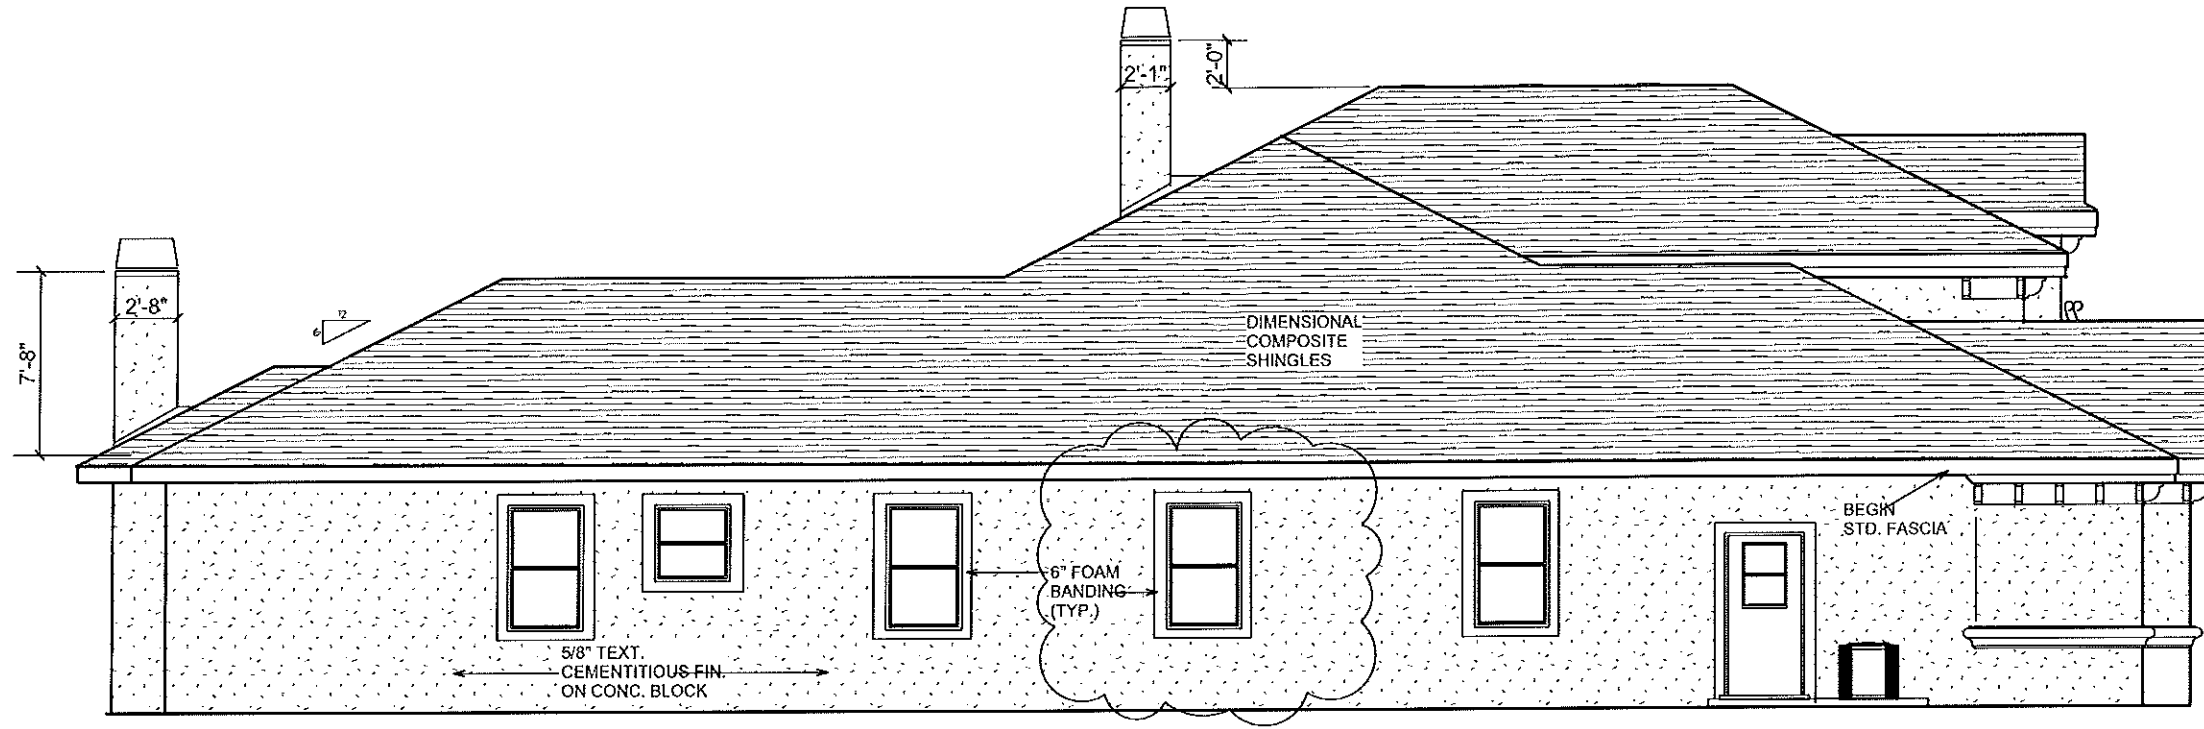 2'-1"
2'-0"
2'-8"
7'-8"
12
6
DIMENSIONAL
COMPOSITE
SHINGLES
BEGIN
STD. FASCIA
6" FOAM
BANDING
(TYP.)
5/8" TEXT.
CEMENTITIOUS FIN.
ON CONC. BLOCK